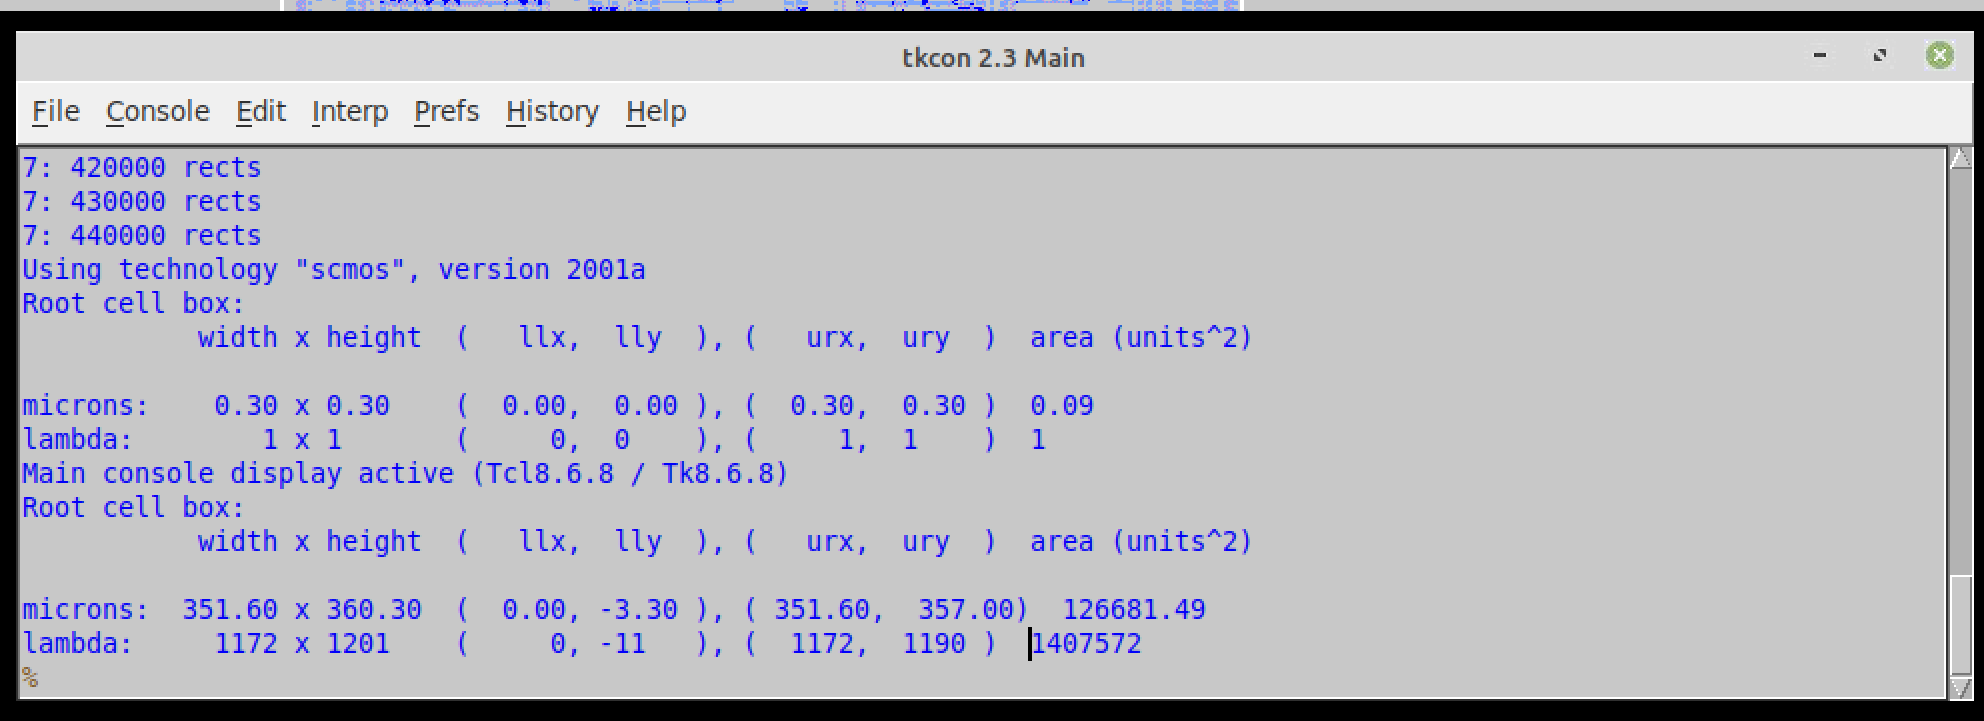 tkcon 2.3 Main
File Console Edit Interp Prefs History Help
7: 420000 rects
7: 430000 rects
7: 440000 rects
Using technology "scmos", version 2001a
Root cell box:
width x height ( llx, lly ), ( urx, ury ) area (units^2)
microns: 0.30 x 0.30 ( 0.00, 0.00 ), ( 0.30, 0.30 ) 0.09
lambda: 1 x 1 ( 0, 0 ), ( 1, 1 ) 1
Main console display active (Tcl8.6.8 / Tk8.6.8)
Root cell box:
width x height ( llx, lly ), ( urx, ury ) area (units^2)
microns: 351.60 x 360.30 ( 0.00, -3.30 ), ( 351.60, 357.00) 126681.49
lambda: 1172 x 1201 ( 0, -11 ), ( 1172, 1190 ) 1407572
%